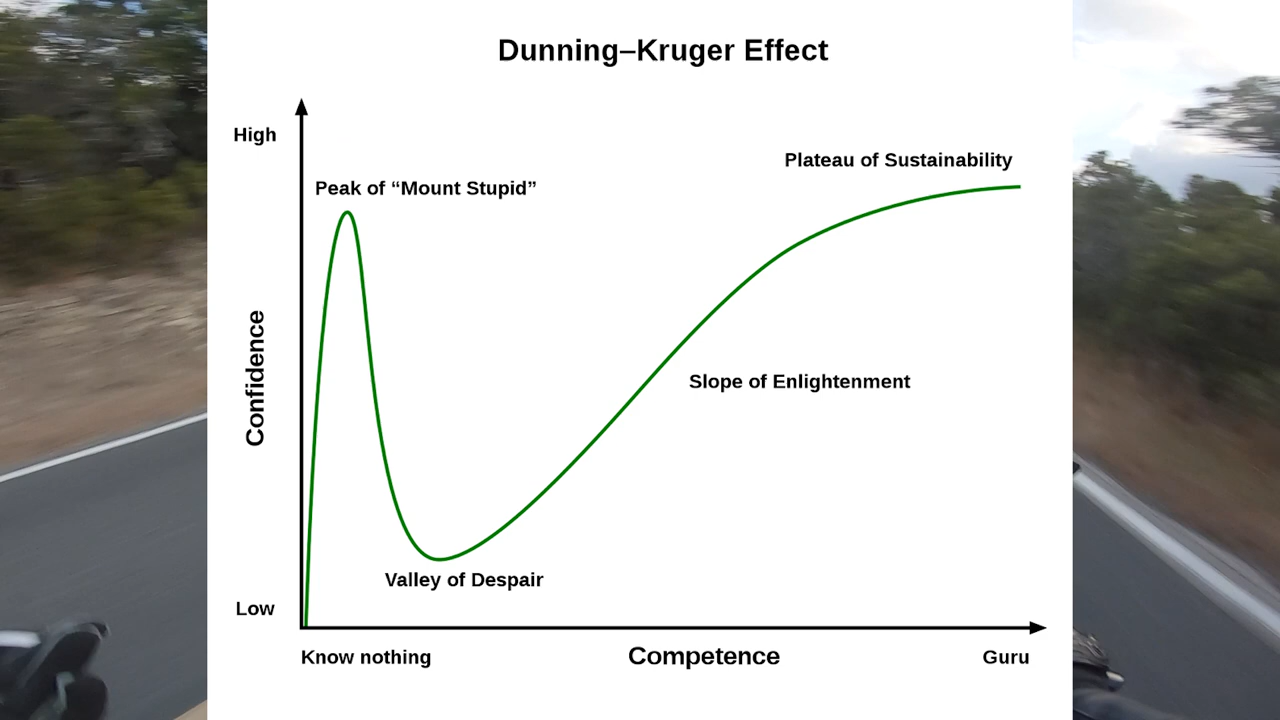 Dunning–Kruger Effect
High
Plateau of Sustainability
Peak of “Mount Stupid”
Confidence
Slope of Enlightenment
Valley of Despair
Low
Know nothing
Competence
Guru